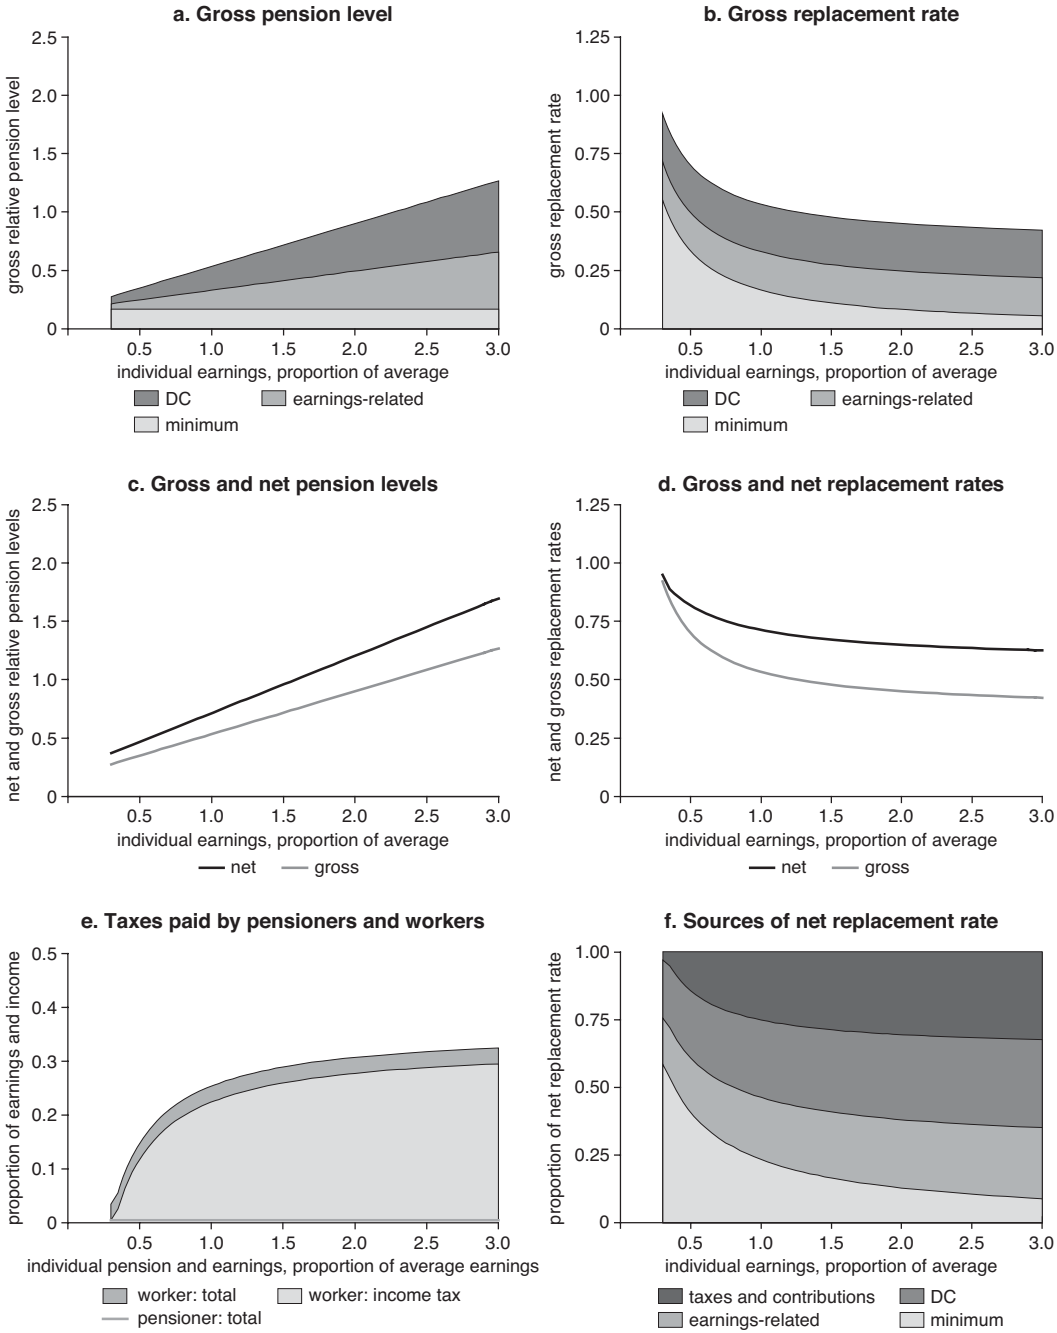 a. Gross pension level
gross relative pension level
2.5
2.0
1.5
1.0
0.5
0
0.5 1.0 1.5 2.0 2.5 3.0
individual earnings, proportion of average
DC earnings-related
minimum
b. Gross replacement rate
gross replacement rate
1.25
1.00
0.75
0.50
0.25
0
0.5 1.0 1.5 2.0 2.5 3.0
individual earnings, proportion of average
DC earnings-related
minimum
c. Gross and net pension levels
net and gross relative pension levels
2.5
2.0
1.5
1.0
0.5
0
0.5 1.0 1.5 2.0 2.5 3.0
individual earnings, proportion of average
net gross
d. Gross and net replacement rates
net and gross replacement rates
1.25
1.00
0.75
0.50
0.25
0
0.5 1.0 1.5 2.0 2.5 3.0
individual earnings, proportion of average
net gross
e. Taxes paid by pensioners and workers
proportion of earnings and income
0.5
0.4
0.3
0.2
0.1
0
0.5 1.0 1.5 2.0 2.5 3.0
individual pension and earnings, proportion of average earnings
worker: total worker: income tax
pensioner: total
f. Sources of net replacement rate
proportion of net replacement rate
1.00
0.75
0.50
0.25
0
0.5 1.0 1.5 2.0 2.5 3.0
individual earnings, proportion of average
taxes and contributions DC
earnings-related minimum